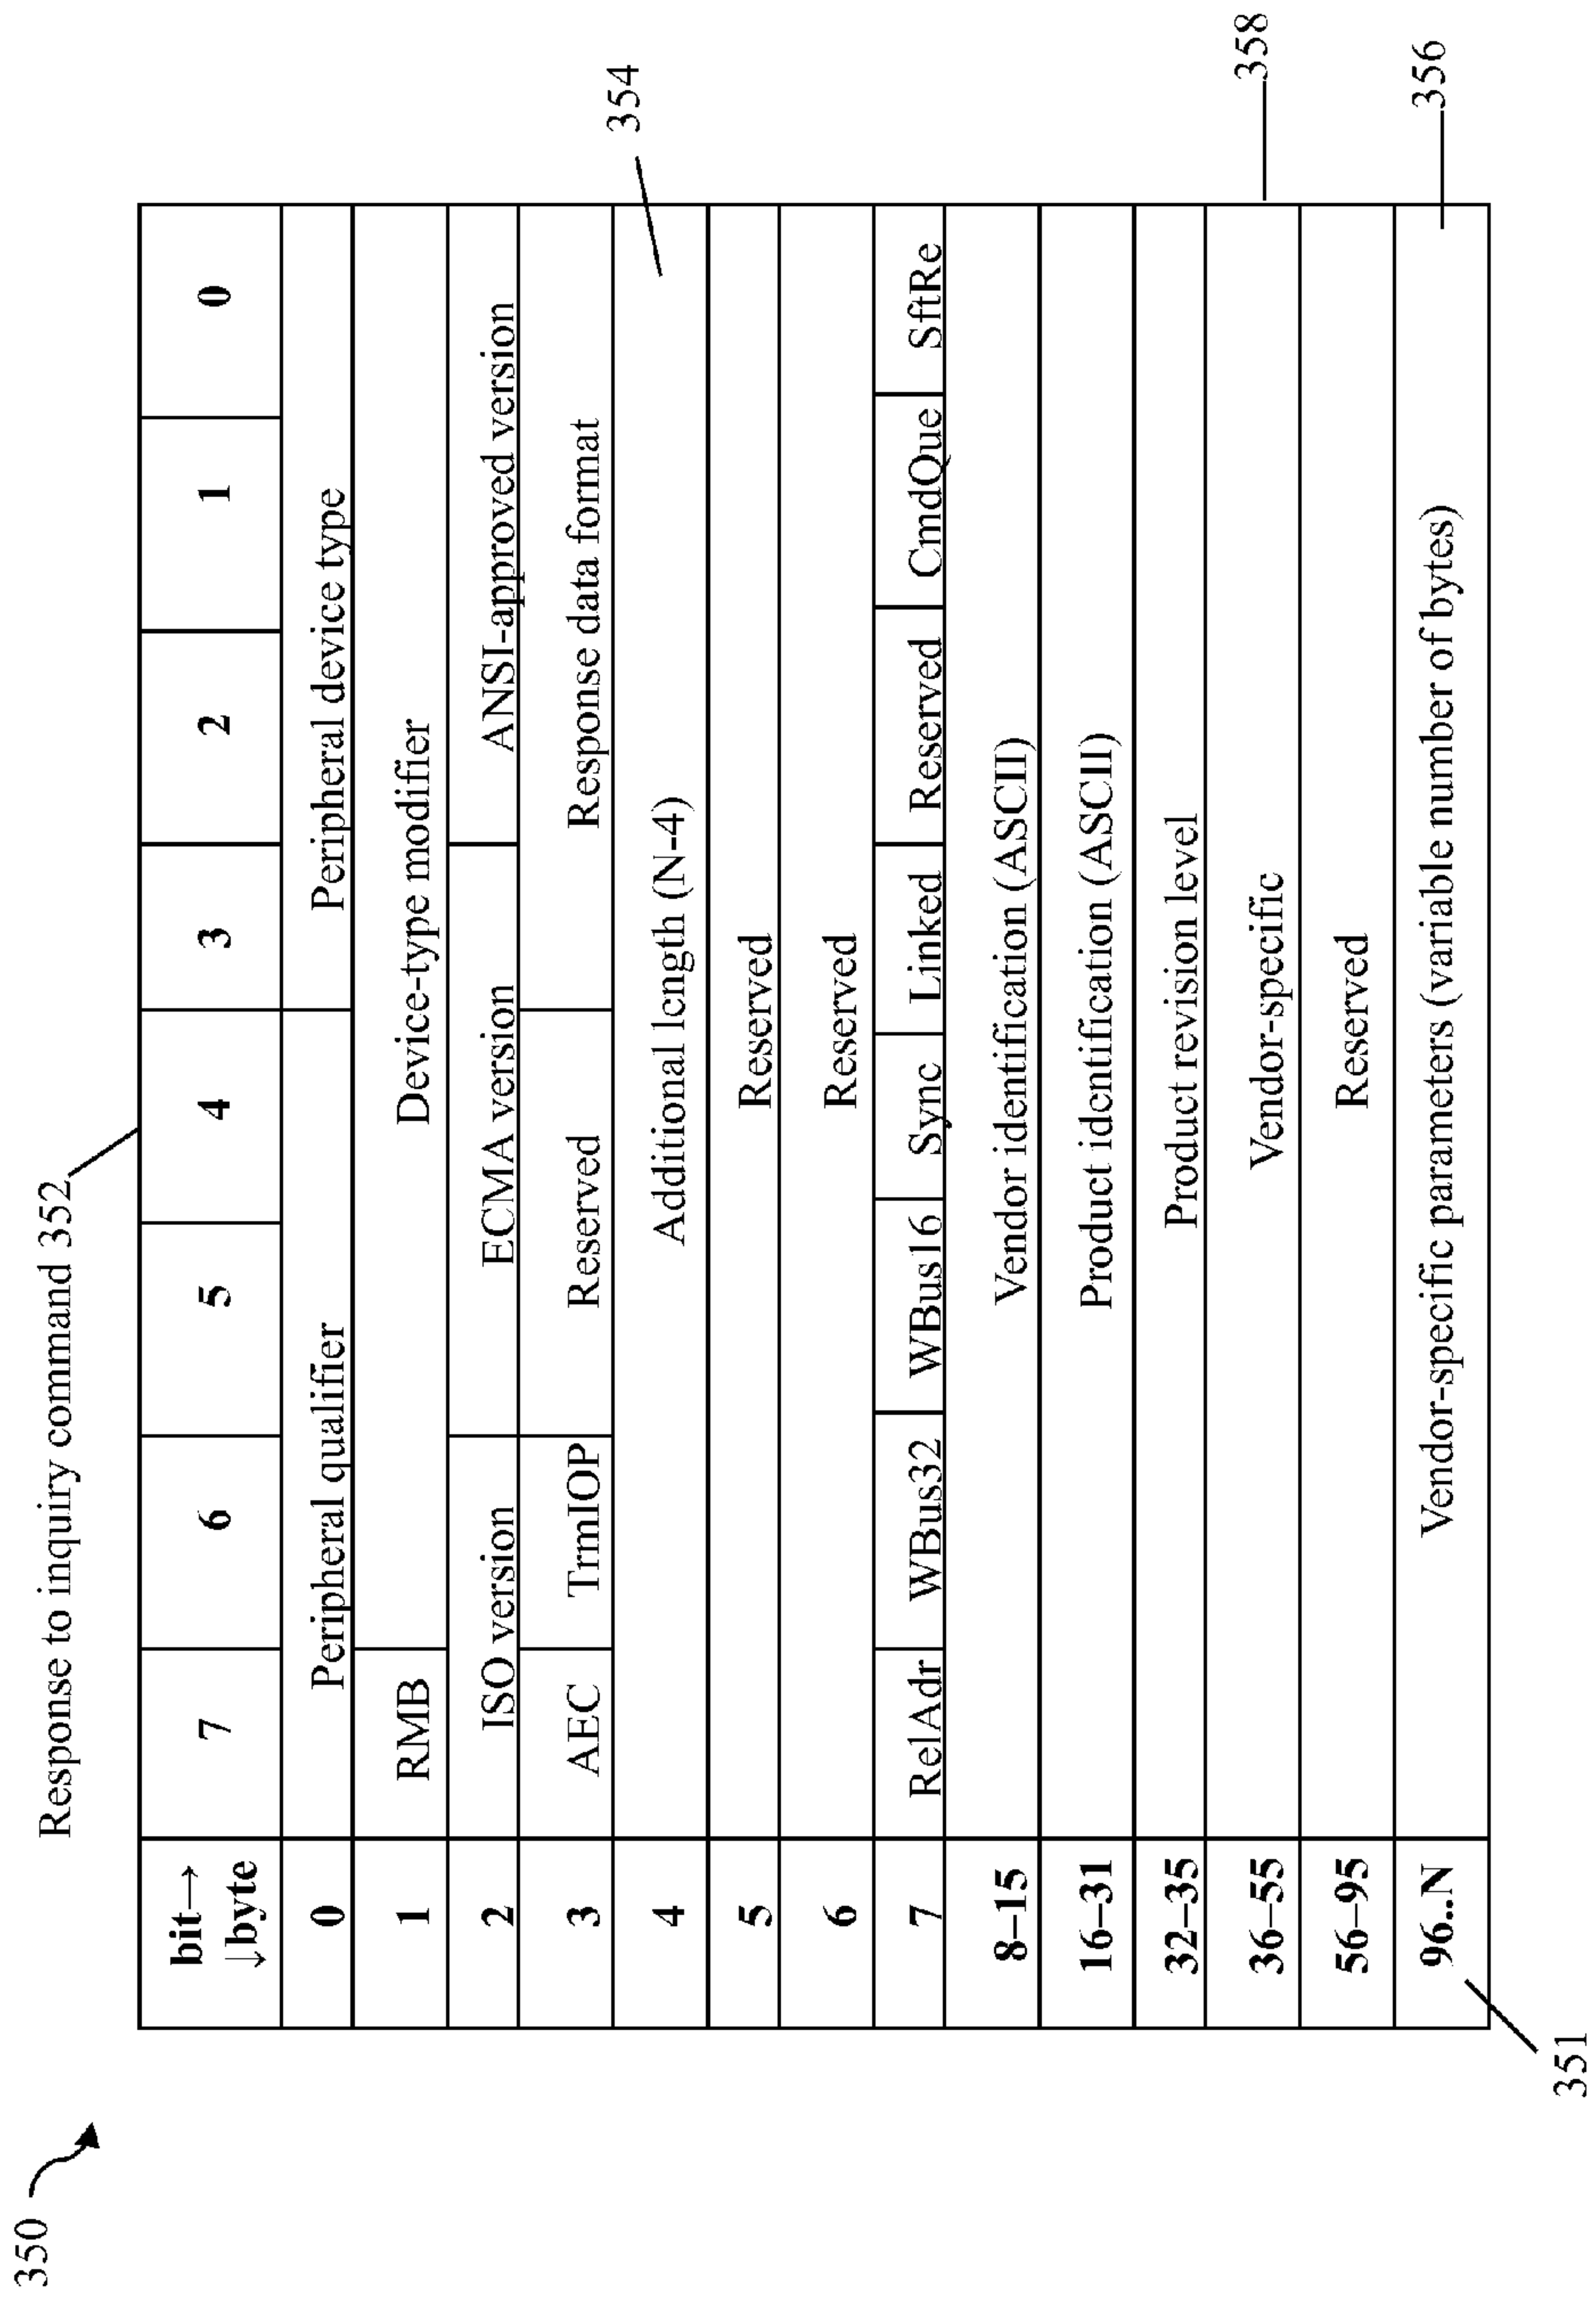 350
Response to inquiry command 352
bit→ 7 6 5 4 3 2 1 0
↓byte
0 Peripheral qualifier Peripheral device type
1 RMB Device-type modifier
2 ISO version ECMA version ANSI-approved version
3 AEC TrmIOP Reserved Response data format
4 Additional length (N-4)
354
5 Reserved
6 Reserved
7 RelAdr WBus32 WBus16 Sync Linked Reserved CmdQue SftRe
8–15 Vendor identification (ASCII)
16–31 Product identification (ASCII)
32–35 Product revision level
36–55 Vendor-specific
358
56–95 Reserved
96..N Vendor-specific parameters (variable number of bytes)
356
351